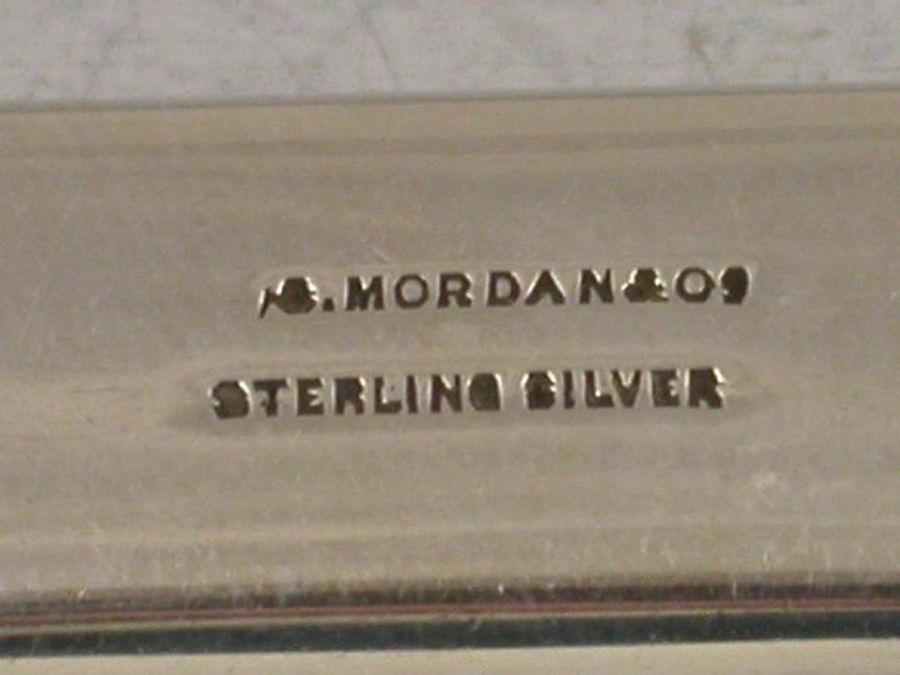 S. MORDAN & CO
STERLING SILVER